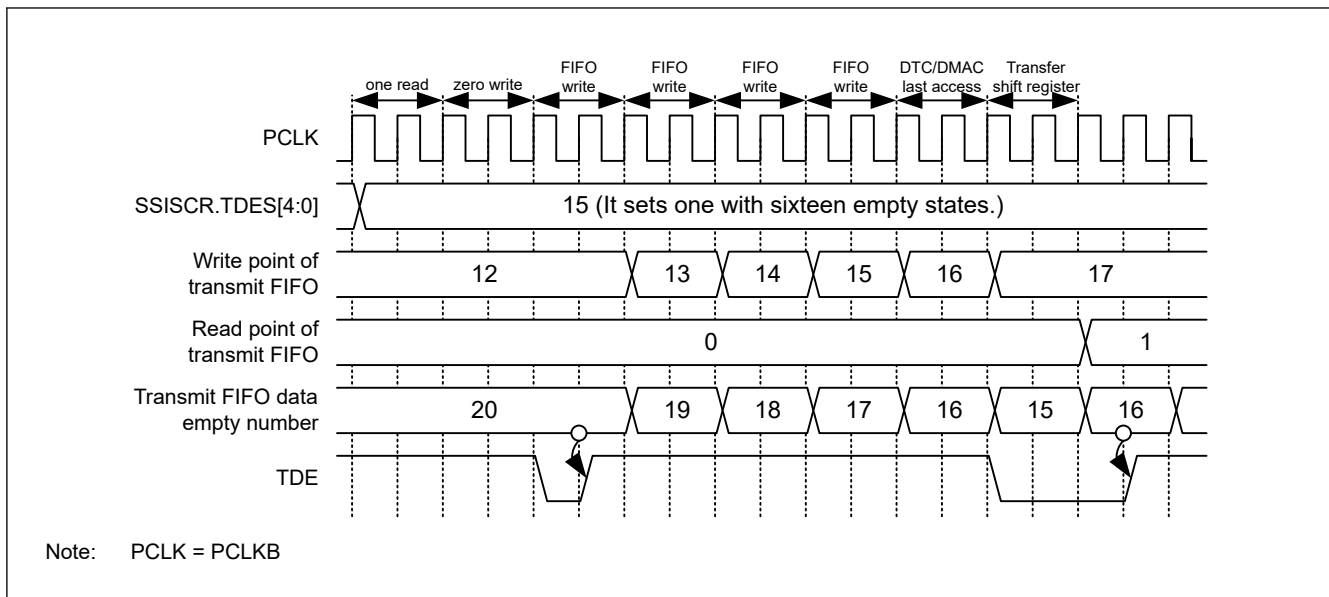 one read
zero write
FIFO
write
FIFO
write
FIFO
write
FIFO
write
DTC/DMAC
last access
Transfer
shift register
PCLK
SSISCR.TDES[4:0]
15 (It sets one with sixteen empty states.)
Write point of
transmit FIFO
12
13
14
15
16
17
Read point of
transmit FIFO
0
1
Transmit FIFO data
empty number
20
19
18
17
16
15
16
TDE
Note: PCLK = PCLKB